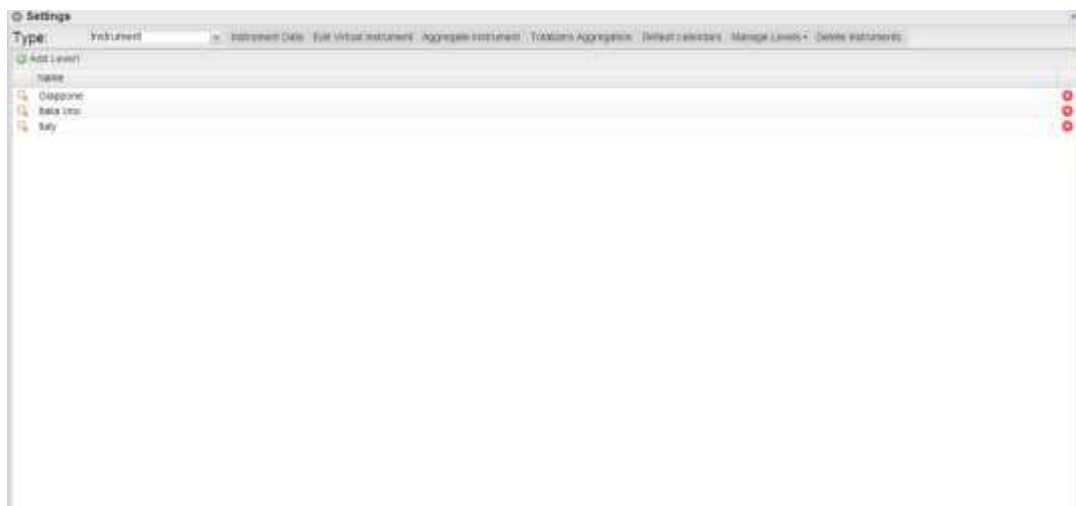 Settings
Type: Instrument Instrument Data Edit Virtual Instrument Aggregate Instrument Totalizers Aggregation Default calendars Manage Levels Delete Instruments
Add Level1
Name
Giappone
Italia Uno
Italy